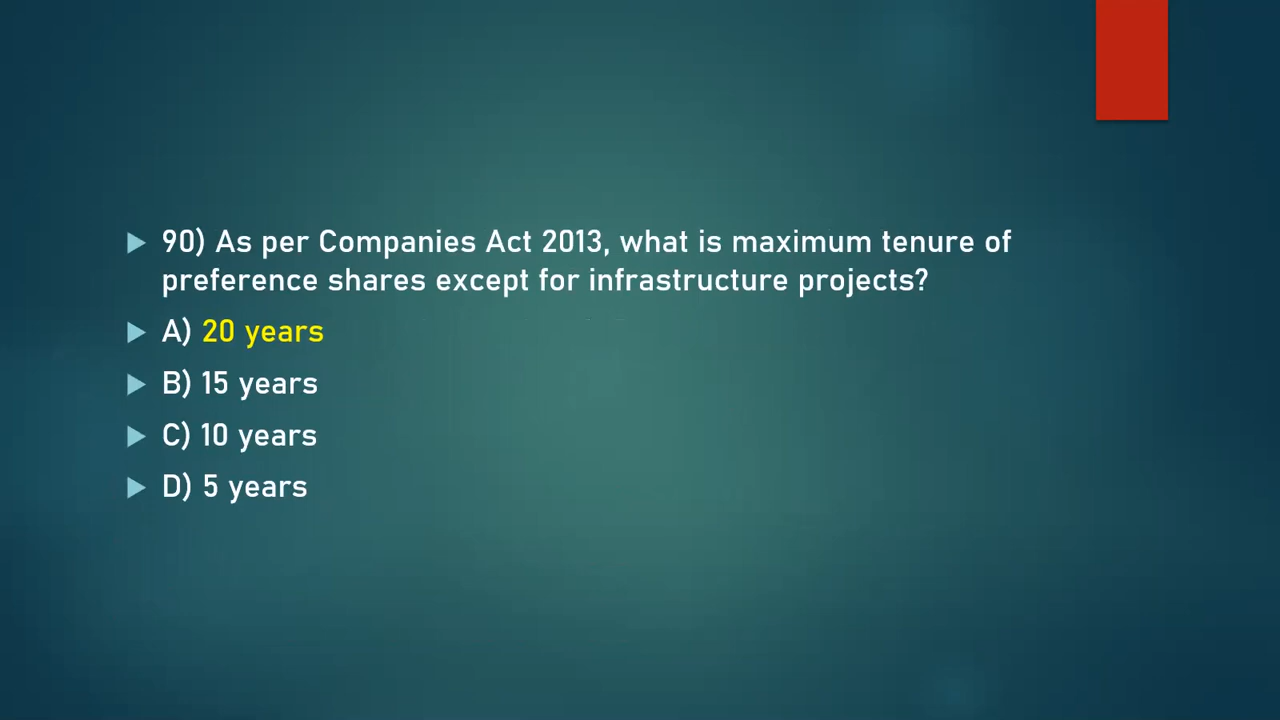 90) As per Companies Act 2013, what is maximum tenure of
preference shares except for infrastructure projects?
A) 20 years
B) 15 years
C) 10 years
D) 5 years